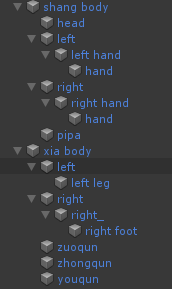 shang body
head
left
left hand
hand
right
right hand
hand
pipa
xia body
left
left leg
right
right_
right foot
zuoqun
zhongqun
youqun